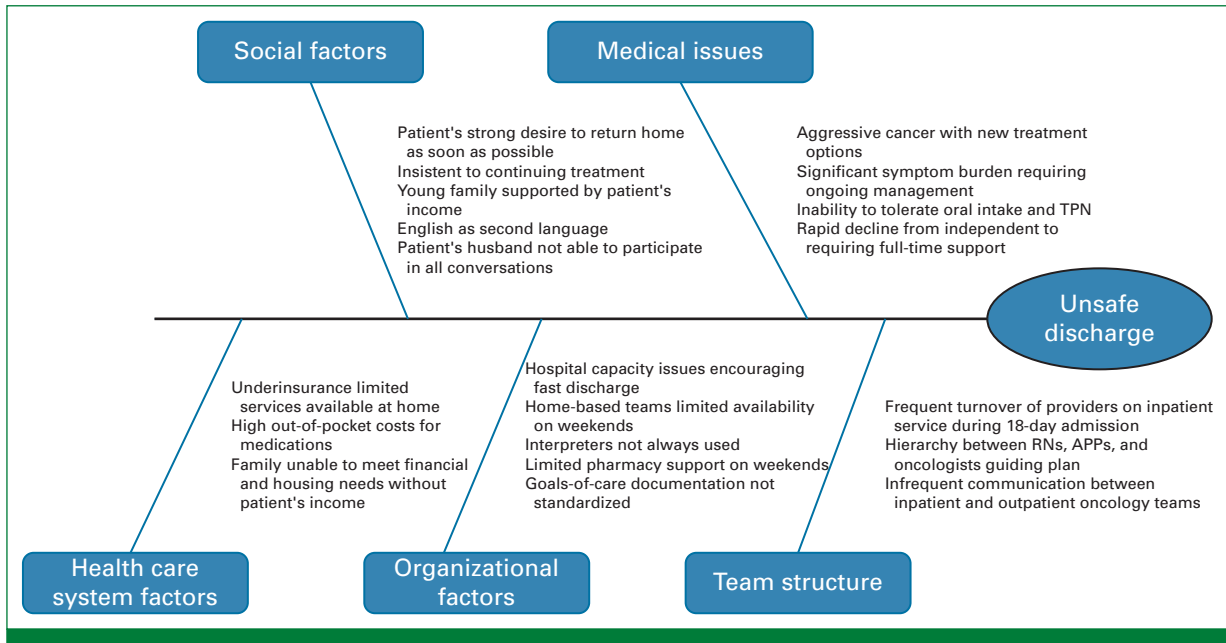 Social factors
Medical issues
Patient's strong desire to return home
as soon as possible
Insistent to continuing treatment
Young family supported by patient's
income
English as second language
Patient's husband not able to participate
in all conversations
Aggressive cancer with new treatment
options
Significant symptom burden requiring
ongoing management
Inability to tolerate oral intake and TPN
Rapid decline from independent to
requiring full-time support
Unsafe
discharge
Underinsurance limited
services available at home
High out-of-pocket costs for
medications
Family unable to meet financial
and housing needs without
patient's income
Hospital capacity issues encouraging
fast discharge
Home-based teams limited availability
on weekends
Interpreters not always used
Limited pharmacy support on weekends
Goals-of-care documentation not
standardized
Frequent turnover of providers on inpatient
service during 18-day admission
Hierarchy between RNs, APPs, and
oncologists guiding plan
Infrequent communication between
inpatient and outpatient oncology teams
Health care
system factors
Organizational
factors
Team structure